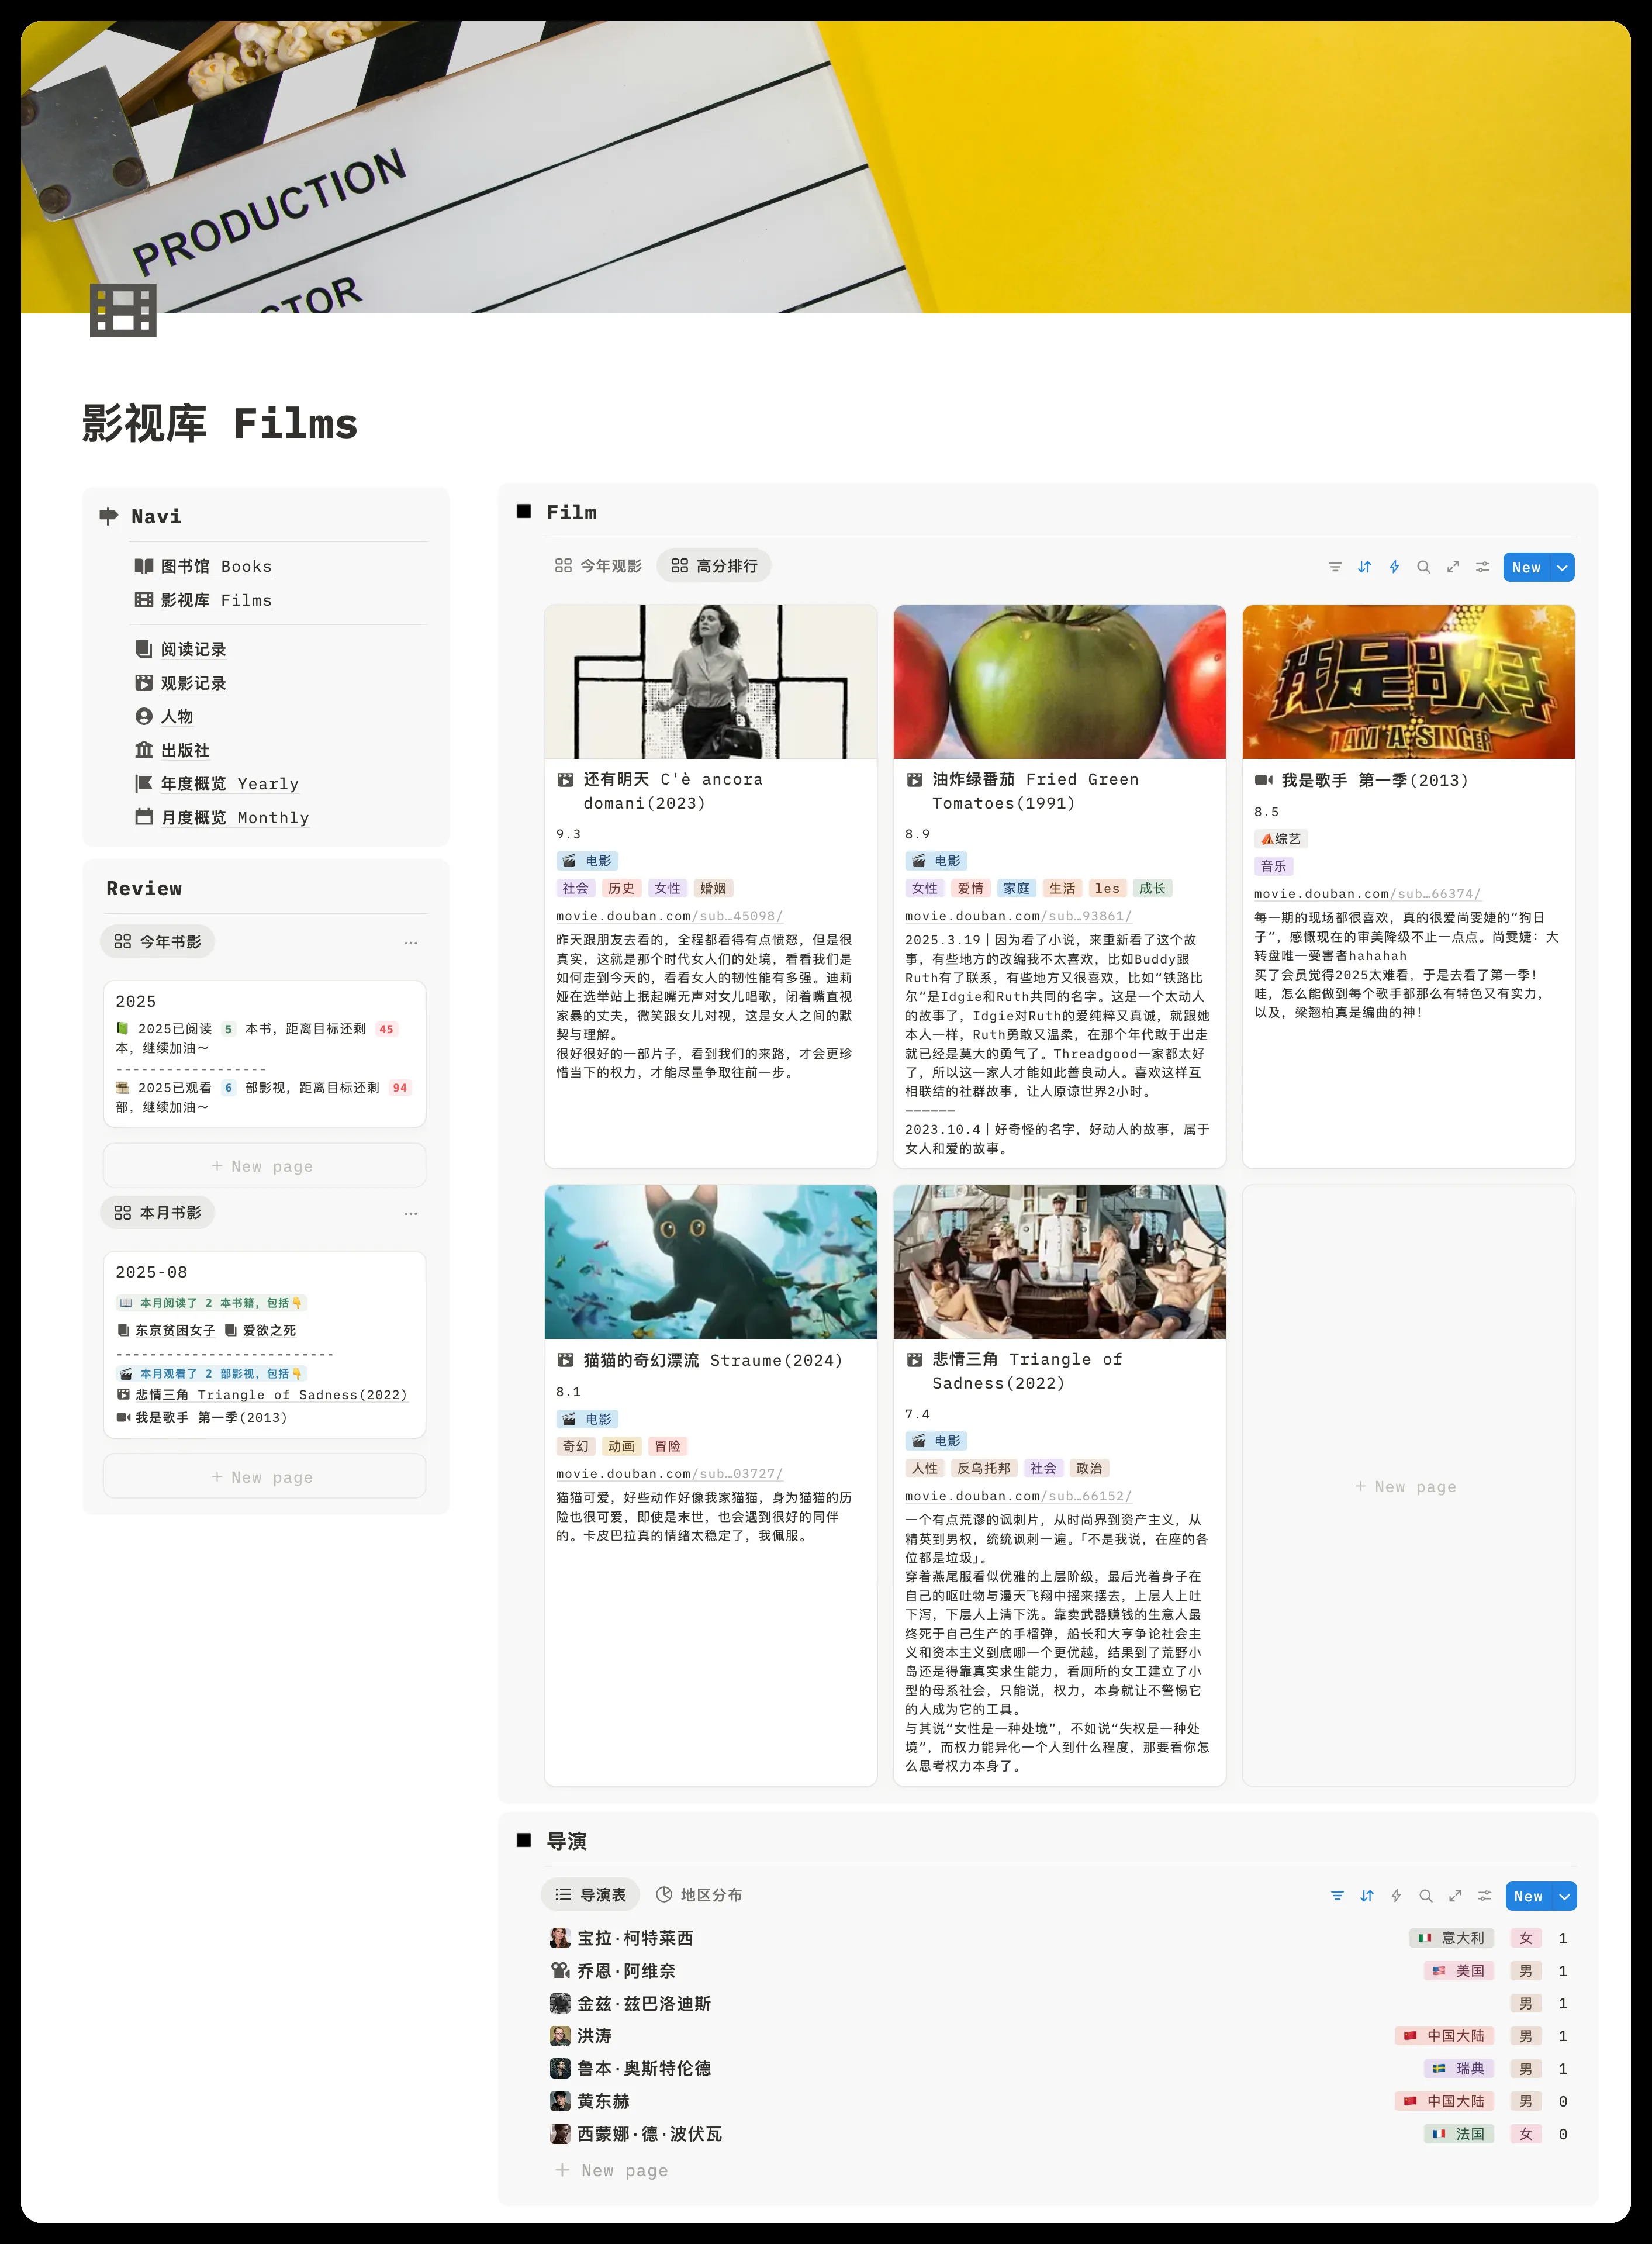 PRODUCTION
CTOR
影视库 Films
Navi
图书馆 Books
影视库 Films
阅读记录
观影记录
人物
出版社
年度概览 Yearly
月度概览 Monthly
Review
今年书影
2025
2025已阅读 5 本书，距离目标还剩 45
本，继续加油～
------------------
2025已观看 6 部影视，距离目标还剩 94
部，继续加油～
+ New page
本月书影
2025-08
本月阅读了 2 本书籍，包括👇
东京贫困女子 爱欲之死
--------------------------
本月观看了 2 部影视，包括👇
悲情三角 Triangle of Sadness(2022)
我是歌手 第一季(2013)
+ New page
Film
今年观影 高分排行
New
还有明天 C'è ancora
domani(2023)
9.3
🎬 电影
社会 历史 女性 婚姻
movie.douban.com/sub…45098/
昨天跟朋友去看的，全程都看得有点愤怒，但是很
真实，这就是那个时代女人们的处境，看看我们是
如何走到今天的，看看女人的韧性能有多强。迪莉
娅在选举站上抿起嘴无声对女儿唱歌，闭着嘴直视
家暴的丈夫，微笑跟女儿对视，这是女人之间的默
契与理解。
很好很好的一部片子，看到我们的来路，才会更珍
惜当下的权力，才能尽量争取往前一步。
油炸绿番茄 Fried Green
Tomatoes(1991)
8.9
🎬 电影
女性 爱情 家庭 生活 les 成长
movie.douban.com/sub…93861/
2025.3.19｜因为看了小说，来重新看了这个故
事，有些地方的改编我不太喜欢，比如Buddy跟
Ruth有了联系，有些地方又很喜欢，比如“铁路比
尔”是Idgie和Ruth共同的名字。这是一个太动人
的故事了，Idgie对Ruth的爱纯粹又真诚，就跟她
本人一样，Ruth勇敢又温柔，在那个年代敢于出走
就已经是莫大的勇气了。Threadgood一家都太好
了，所以这一家人才能如此善良动人。喜欢这样互
相联结的社群故事，让人原谅世界2小时。
——————
2023.10.4｜好奇怪的名字，好动人的故事，属于
女人和爱的故事。
我是歌手
I AM A SINGER
我是歌手 第一季(2013)
8.5
⛺综艺
音乐
movie.douban.com/sub…66374/
每一期的现场都很喜欢，真的很爱尚雯婕的“狗日
子”，感慨现在的审美降级不止一点点。尚雯婕：大
转盘唯一受害者hahahah
买了会员觉得2025太难看，于是去看了第一季！
哇，怎么能做到每个歌手都那么有特色又有实力，
以及，梁翘柏真是编曲的神！
猫猫的奇幻漂流 Straume(2024)
8.1
🎬 电影
奇幻 动画 冒险
movie.douban.com/sub…03727/
猫猫可爱，好些动作好像我家猫猫，身为猫猫的历
险也很可爱，即使是末世，也会遇到很好的同伴
的。卡皮巴拉真的情绪太稳定了，我佩服。
悲情三角 Triangle of
Sadness(2022)
7.4
🎬 电影
人性 反乌托邦 社会 政治
movie.douban.com/sub…66152/
一个有点荒谬的讽刺片，从时尚界到资产主义，从
精英到男权，统统讽刺一遍。「不是我说，在座的各
位都是垃圾」。
穿着燕尾服看似优雅的上层阶级，最后光着身子在
自己的呕吐物与漫天飞翔中摇来摆去，上层人上吐
下泻，下层人上清下洗。靠卖武器赚钱的生意人最
终死于自己生产的手榴弹，船长和大亨争论社会主
义和资本主义到底哪一个更优越，结果到了荒野小
岛还是得靠真实求生能力，看厕所的女工建立了小
型的母系社会，只能说，权力，本身就让不警惕它
的人成为它的工具。
与其说“女性是一种处境”，不如说“失权是一种处
境”，而权力能异化一个人到什么程度，那要看你怎
么思考权力本身了。
+ New page
导演
导演表 地区分布
New
宝拉·柯特莱西 🇮🇹 意大利 女 1
乔恩·阿维奈 🇺🇸 美国 男 1
金兹·兹巴洛迪斯 男 1
洪涛 🇨🇳 中国大陆 男 1
鲁本·奥斯特伦德 🇸🇪 瑞典 男 1
黄东赫 🇨🇳 中国大陆 男 0
西蒙娜·德·波伏瓦 🇫🇷 法国 女 0
+ New page